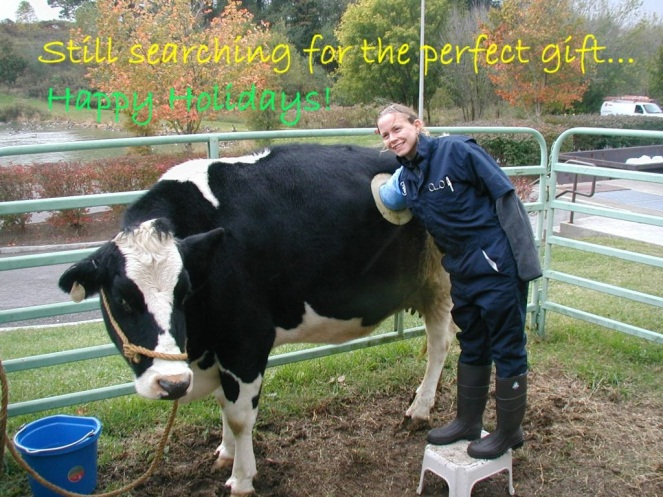 Still searching for the perfect gift...
Happy Holidays!